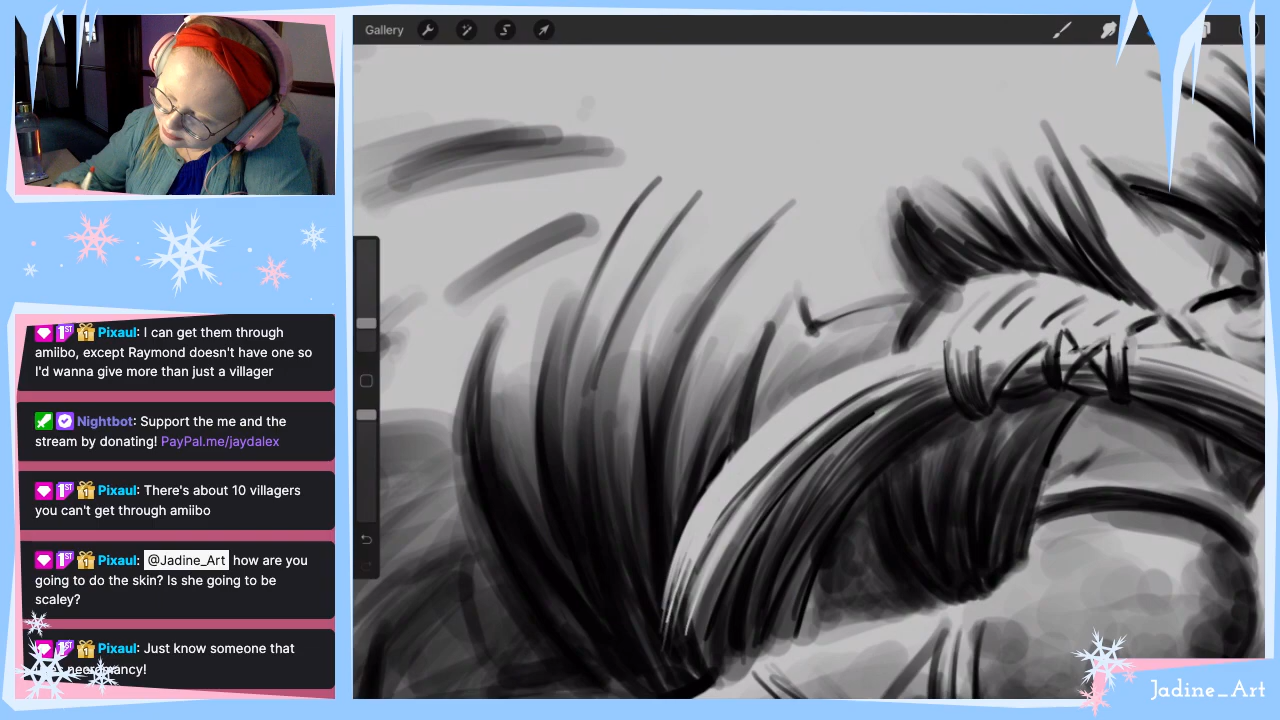 Gallery
Pixaul: I can get them through
amiibo, except Raymond doesn't have one so
I'd wanna give more than just a villager
Nightbot: Support the me and the
stream by donating! PayPal.me/jaydalex
Pixaul: There's about 10 villagers
you can't get through amiibo
Pixaul: @Jadine_Art how are you
going to do the skin? Is she going to be
scaley?
Pixaul: Just know someone that
necromancy!
Jadine_Art